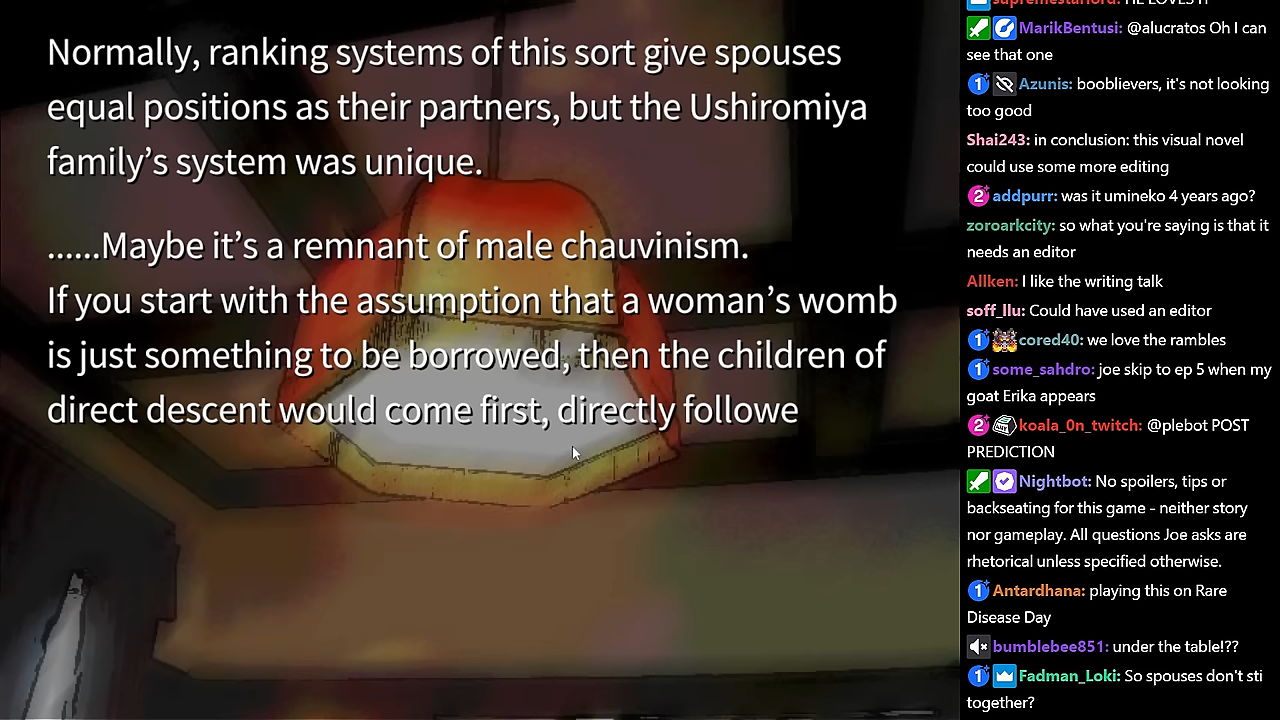 Normally, ranking systems of this sort give spouses
equal positions as their partners, but the Ushiromiya
family’s system was unique.
......Maybe it’s a remnant of male chauvinism.
If you start with the assumption that a woman’s womb
is just something to be borrowed, then the children of
direct descent would come first, directly followe
MarikBentusi: @alucratos Oh I can
see that one
Azunis: booblievers, it's not looking
too good
Shai243: in conclusion: this visual novel
could use some more editing
addpurr: was it umineko 4 years ago?
zoroarkcity: so what you're saying is that it
needs an editor
Allken: I like the writing talk
soff_llu: Could have used an editor
cored40: we love the rambles
some_sahdro: joe skip to ep 5 when my
goat Erika appears
koala_0n_twitch: @plebot POST
PREDICTION
Nightbot: No spoilers, tips or
backseating for this game - neither story
nor gameplay. All questions Joe asks are
rhetorical unless specified otherwise.
Antardhana: playing this on Rare
Disease Day
bumblebee851: under the table!??
Fadman_Loki: So spouses don't sti
together?